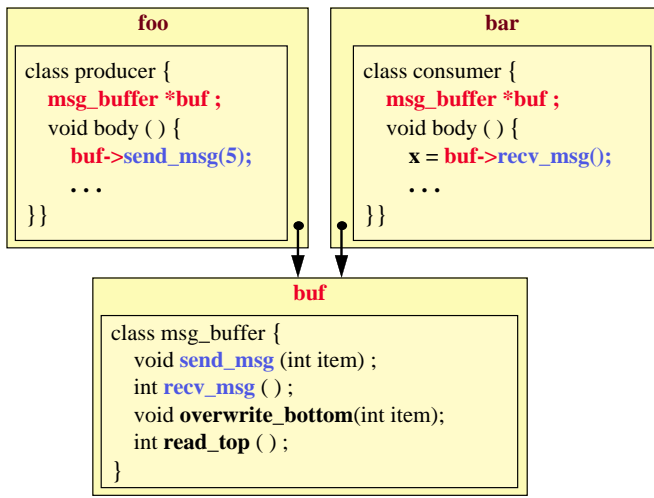 foo
class producer {
msg_buffer *buf ;
void body ( ) {
buf->send_msg(5);
. . .
}}
bar
class consumer {
msg_buffer *buf ;
void body ( ) {
x = buf->recv_msg();
. . .
}}
buf
class msg_buffer {
void send_msg (int item) ;
int recv_msg ( ) ;
void overwrite_bottom(int item);
int read_top ( ) ;
}